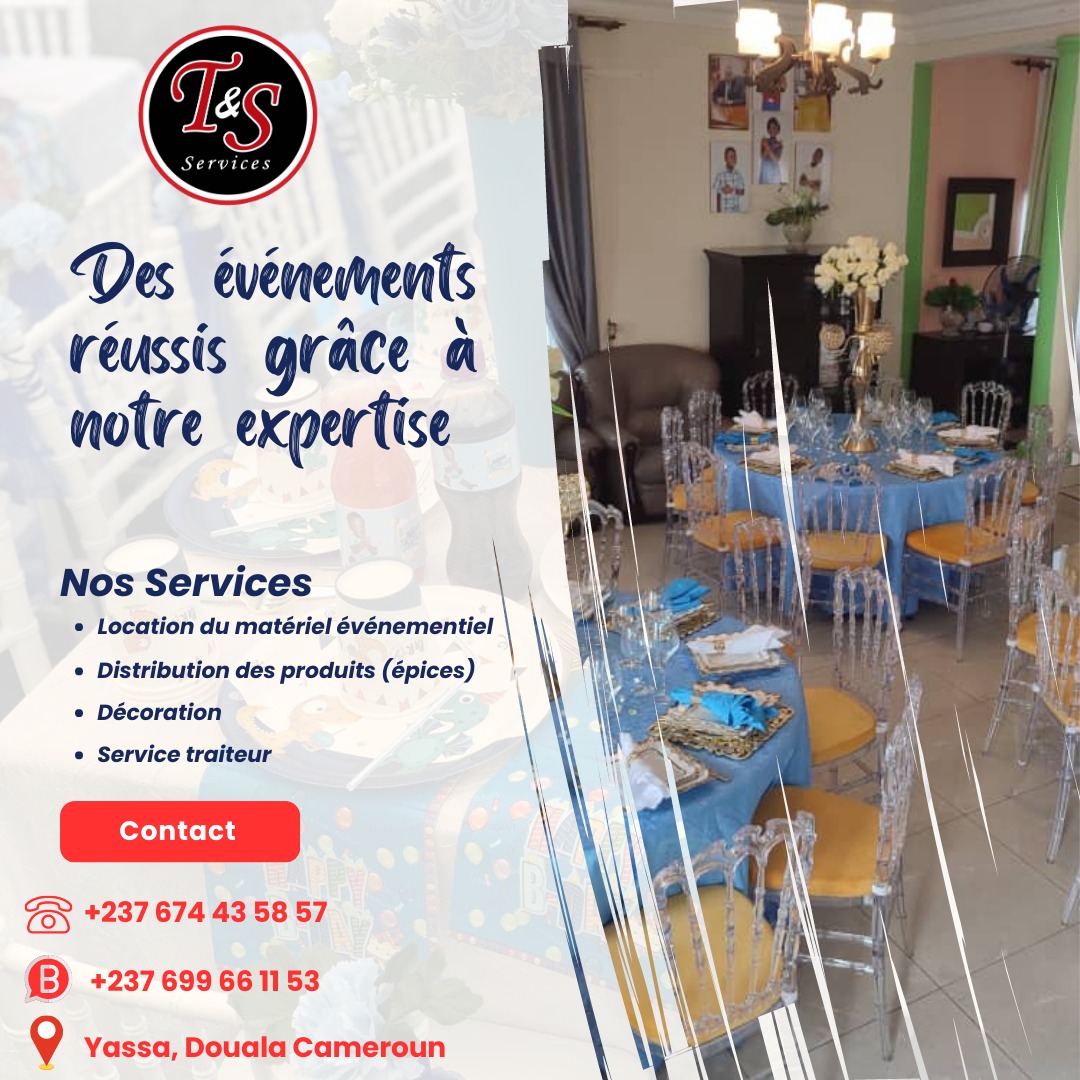 T&S
Services
Des événements
réussis grâce à
notre expertise
Nos Services
• Location du matériel événementiel
• Distribution des produits (épices)
• Décoration
• Service traiteur
Contact
+237 674 43 58 57
B +237 699 66 11 53
Yassa, Douala Cameroun